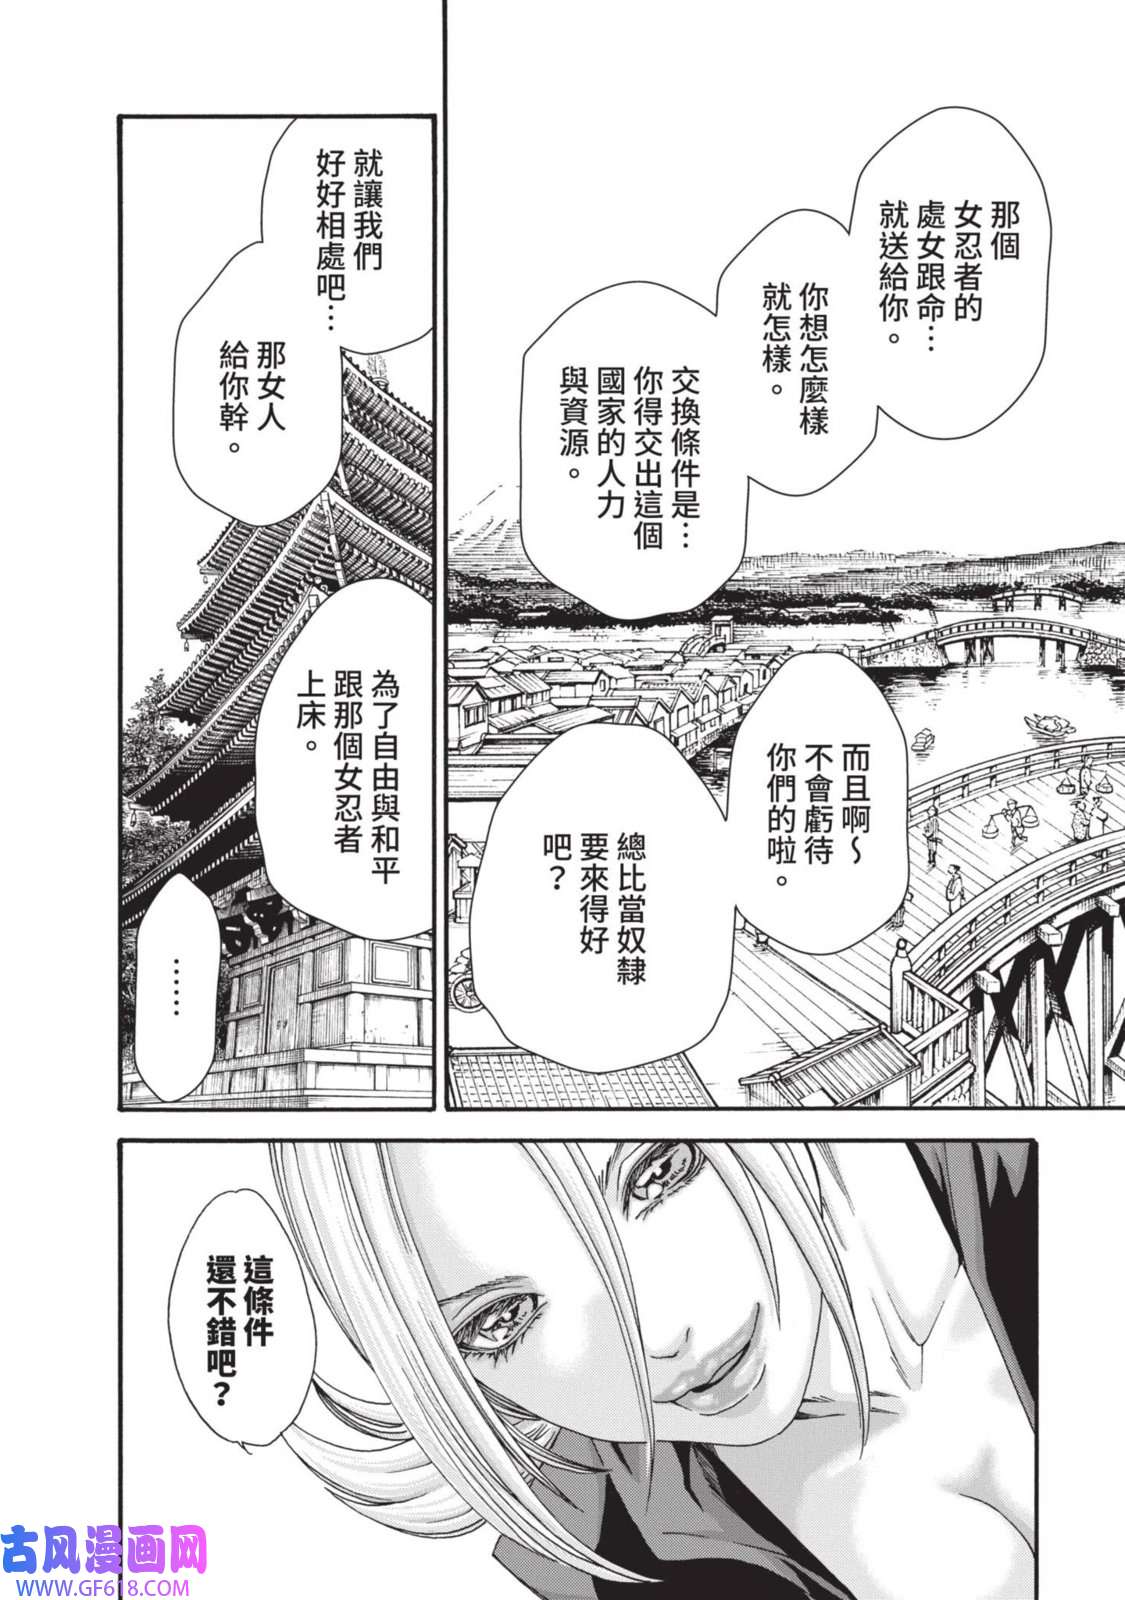 那個
女忍者的
處女跟命…
就送給你。
你想怎麼樣
就怎樣。
交換條件是…
你得交出這個
國家的人力
與資源。
而且啊～
不會虧待
你們的啦。
總比當奴隸
要來得好
吧？
就讓我們
好好相處吧…
那女人
給你幹。
為了自由與和平
跟那個女忍者
上床。
……
這條件
還不錯吧？
古风漫画网
WWW.GF618.COM